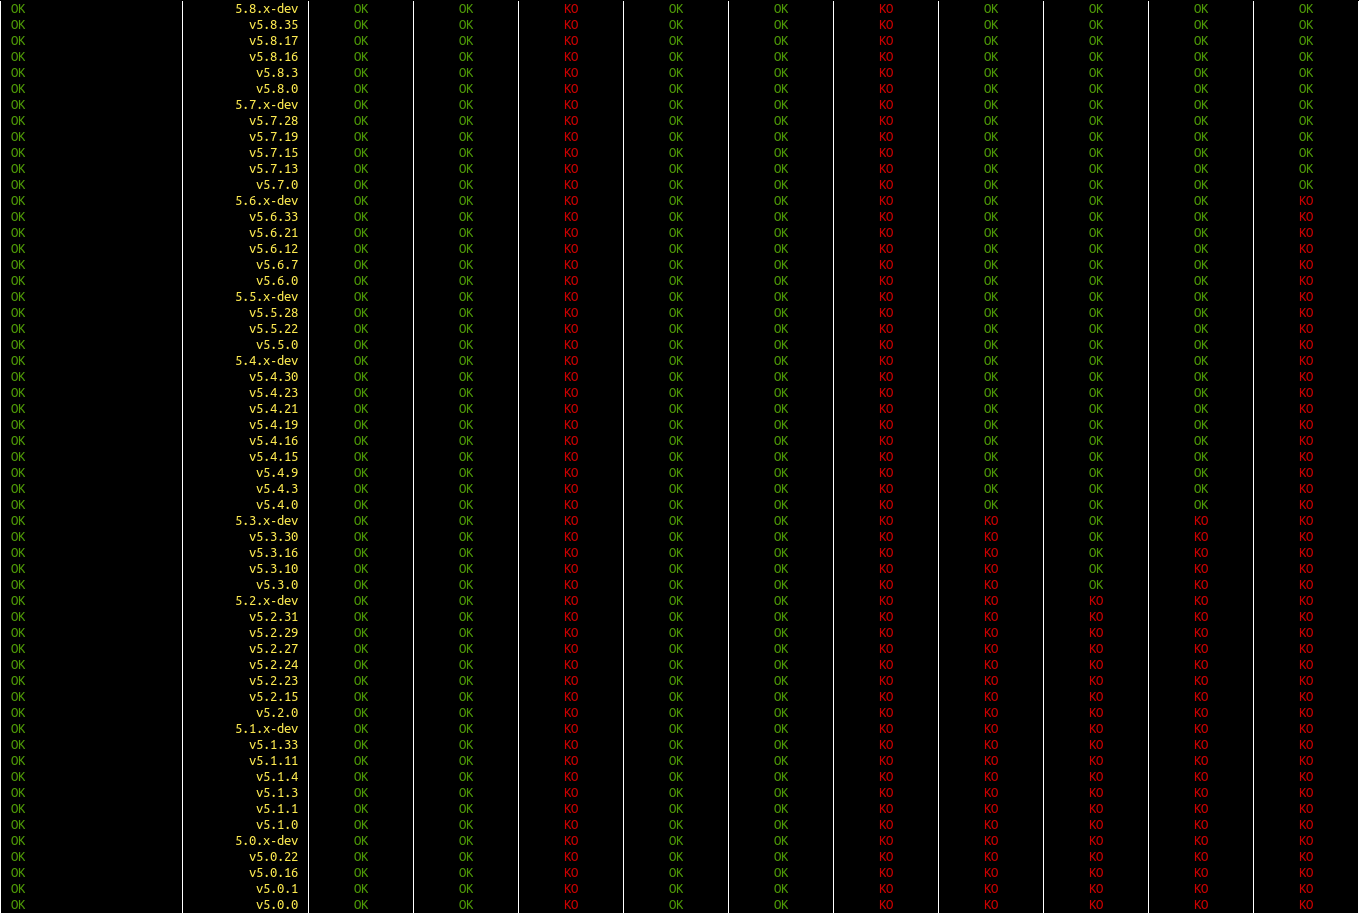 OK 5.8.x-dev OK OK KO OK OK KO OK OK OK OK
OK v5.8.35 OK OK KO OK OK KO OK OK OK OK
OK v5.8.17 OK OK KO OK OK KO OK OK OK OK
OK v5.8.16 OK OK KO OK OK KO OK OK OK OK
OK v5.8.3 OK OK KO OK OK KO OK OK OK OK
OK v5.8.0 OK OK KO OK OK KO OK OK OK OK
OK 5.7.x-dev OK OK KO OK OK KO OK OK OK OK
OK v5.7.28 OK OK KO OK OK KO OK OK OK OK
OK v5.7.19 OK OK KO OK OK KO OK OK OK OK
OK v5.7.15 OK OK KO OK OK KO OK OK OK OK
OK v5.7.13 OK OK KO OK OK KO OK OK OK OK
OK v5.7.0 OK OK KO OK OK KO OK OK OK OK
OK 5.6.x-dev OK OK KO OK OK KO OK OK OK KO
OK v5.6.33 OK OK KO OK OK KO OK OK OK KO
OK v5.6.21 OK OK KO OK OK KO OK OK OK KO
OK v5.6.12 OK OK KO OK OK KO OK OK OK KO
OK v5.6.7 OK OK KO OK OK KO OK OK OK KO
OK v5.6.0 OK OK KO OK OK KO OK OK OK KO
OK 5.5.x-dev OK OK KO OK OK KO OK OK OK KO
OK v5.5.28 OK OK KO OK OK KO OK OK OK KO
OK v5.5.22 OK OK KO OK OK KO OK OK OK KO
OK v5.5.0 OK OK KO OK OK KO OK OK OK KO
OK 5.4.x-dev OK OK KO OK OK KO OK OK OK KO
OK v5.4.30 OK OK KO OK OK KO OK OK OK KO
OK v5.4.23 OK OK KO OK OK KO OK OK OK KO
OK v5.4.21 OK OK KO OK OK KO OK OK OK KO
OK v5.4.19 OK OK KO OK OK KO OK OK OK KO
OK v5.4.16 OK OK KO OK OK KO OK OK OK KO
OK v5.4.15 OK OK KO OK OK KO OK OK OK KO
OK v5.4.9 OK OK KO OK OK KO OK OK OK KO
OK v5.4.3 OK OK KO OK OK KO OK OK OK KO
OK v5.4.0 OK OK KO OK OK KO OK OK OK KO
OK 5.3.x-dev OK OK KO OK OK KO KO OK KO KO
OK v5.3.30 OK OK KO OK OK KO KO OK KO KO
OK v5.3.16 OK OK KO OK OK KO KO OK KO KO
OK v5.3.10 OK OK KO OK OK KO KO OK KO KO
OK v5.3.0 OK OK KO OK OK KO KO OK KO KO
OK 5.2.x-dev OK OK KO OK OK KO KO KO KO KO
OK v5.2.31 OK OK KO OK OK KO KO KO KO KO
OK v5.2.29 OK OK KO OK OK KO KO KO KO KO
OK v5.2.27 OK OK KO OK OK KO KO KO KO KO
OK v5.2.24 OK OK KO OK OK KO KO KO KO KO
OK v5.2.23 OK OK KO OK OK KO KO KO KO KO
OK v5.2.15 OK OK KO OK OK KO KO KO KO KO
OK v5.2.0 OK OK KO OK OK KO KO KO KO KO
OK 5.1.x-dev OK OK KO OK OK KO KO KO KO KO
OK v5.1.33 OK OK KO OK OK KO KO KO KO KO
OK v5.1.11 OK OK KO OK OK KO KO KO KO KO
OK v5.1.4 OK OK KO OK OK KO KO KO KO KO
OK v5.1.3 OK OK KO OK OK KO KO KO KO KO
OK v5.1.1 OK OK KO OK OK KO KO KO KO KO
OK v5.1.0 OK OK KO OK OK KO KO KO KO KO
OK 5.0.x-dev OK OK KO OK OK KO KO KO KO KO
OK v5.0.22 OK OK KO OK OK KO KO KO KO KO
OK v5.0.16 OK OK KO OK OK KO KO KO KO KO
OK v5.0.1 OK OK KO OK OK KO KO KO KO KO
OK v5.0.0 OK OK KO OK OK KO KO KO KO KO